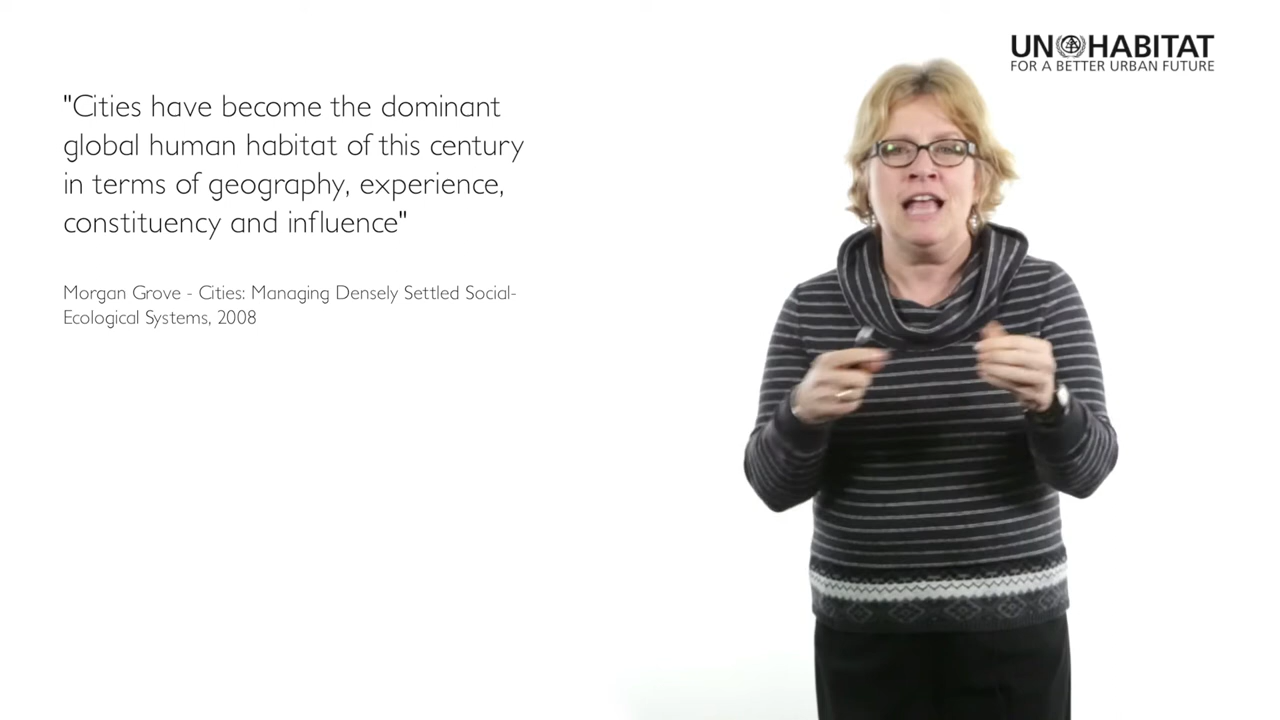 "Cities have become the dominant
global human habitat of this century
in terms of geography, experience,
constituency and influence"
Morgan Grove - Cities: Managing Densely Settled Social-
Ecological Systems, 2008
UN HABITAT
FOR A BETTER URBAN FUTURE